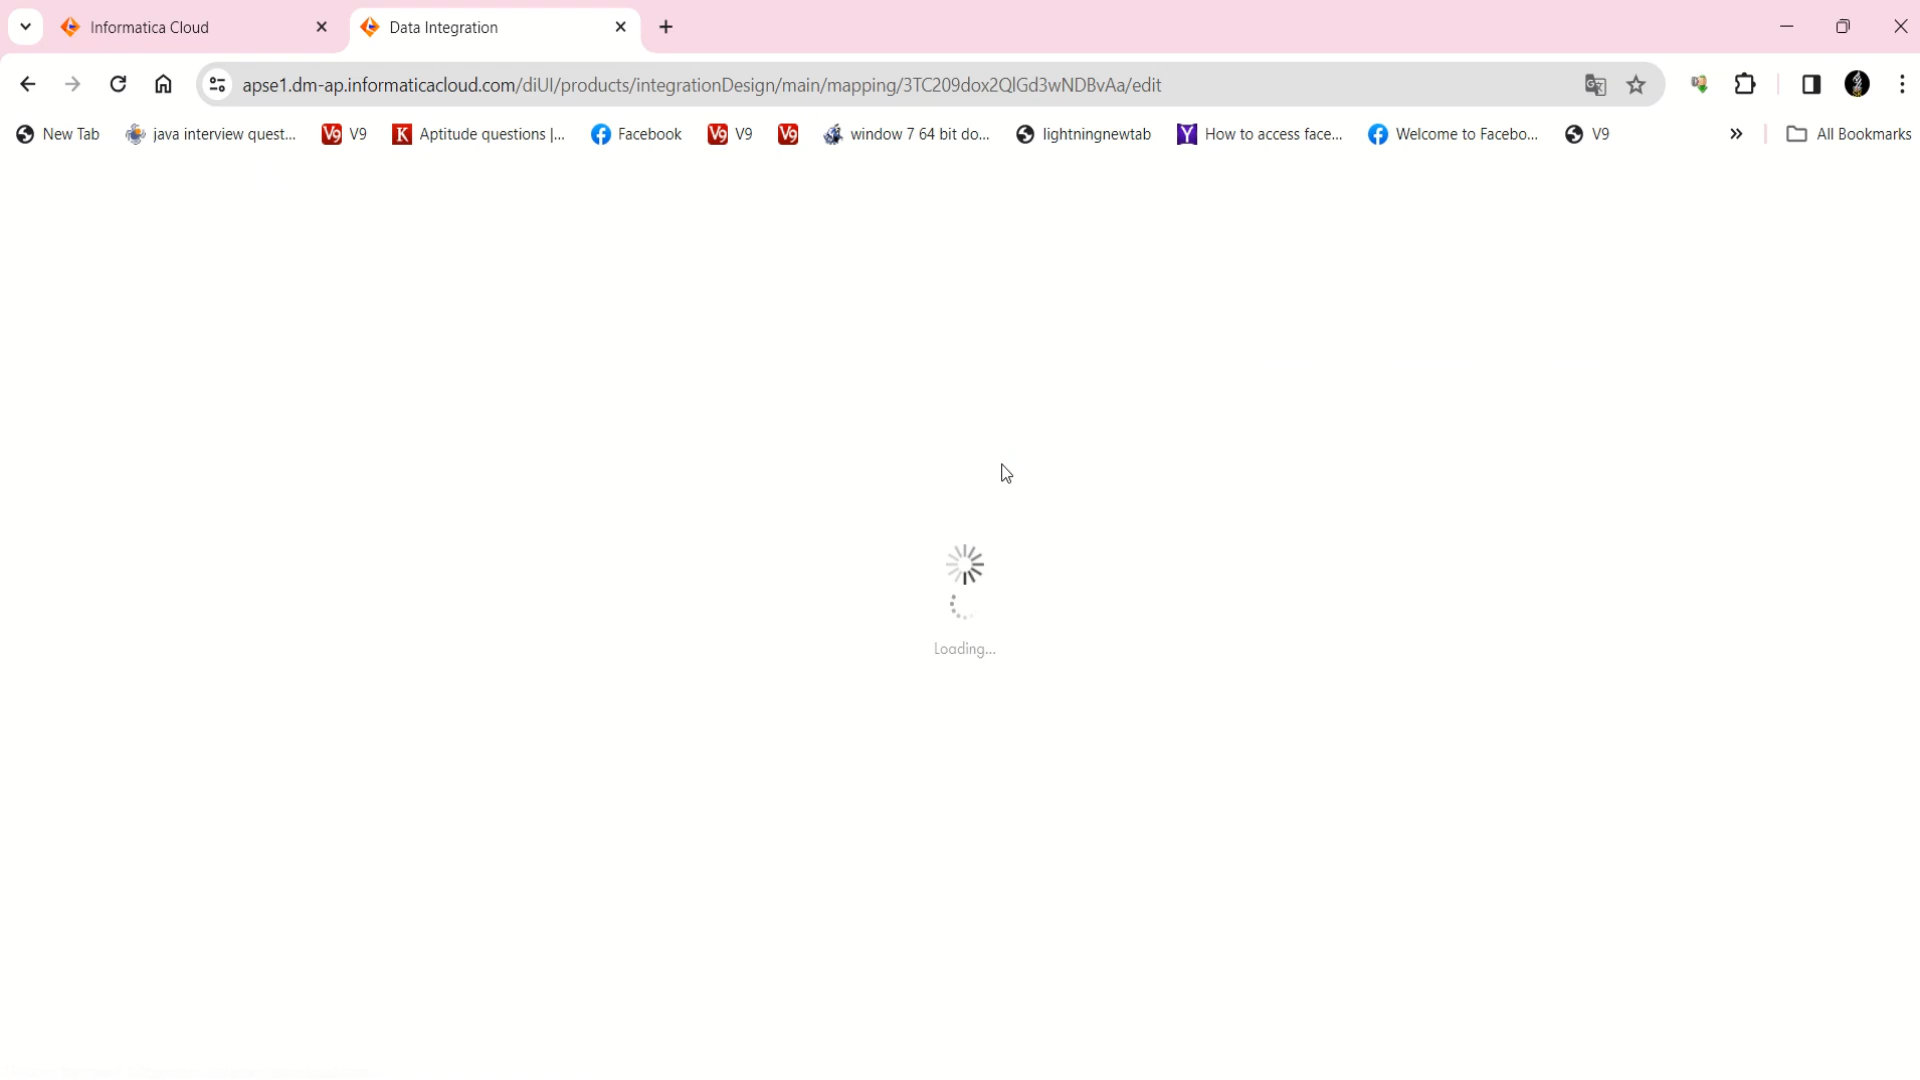 Informatica Cloud
Data Integration
apse1.dm-ap.informaticacloud.com/diUI/products/integrationDesign/main/mapping/3TC209dox2QlGd3wNDBvAa/edit
New Tab
java interview quest...
V9
Aptitude questions |...
Facebook
V9
window 7 64 bit do...
lightningnewtab
How to access face...
Welcome to Facebo...
V9
All Bookmarks
Loading...